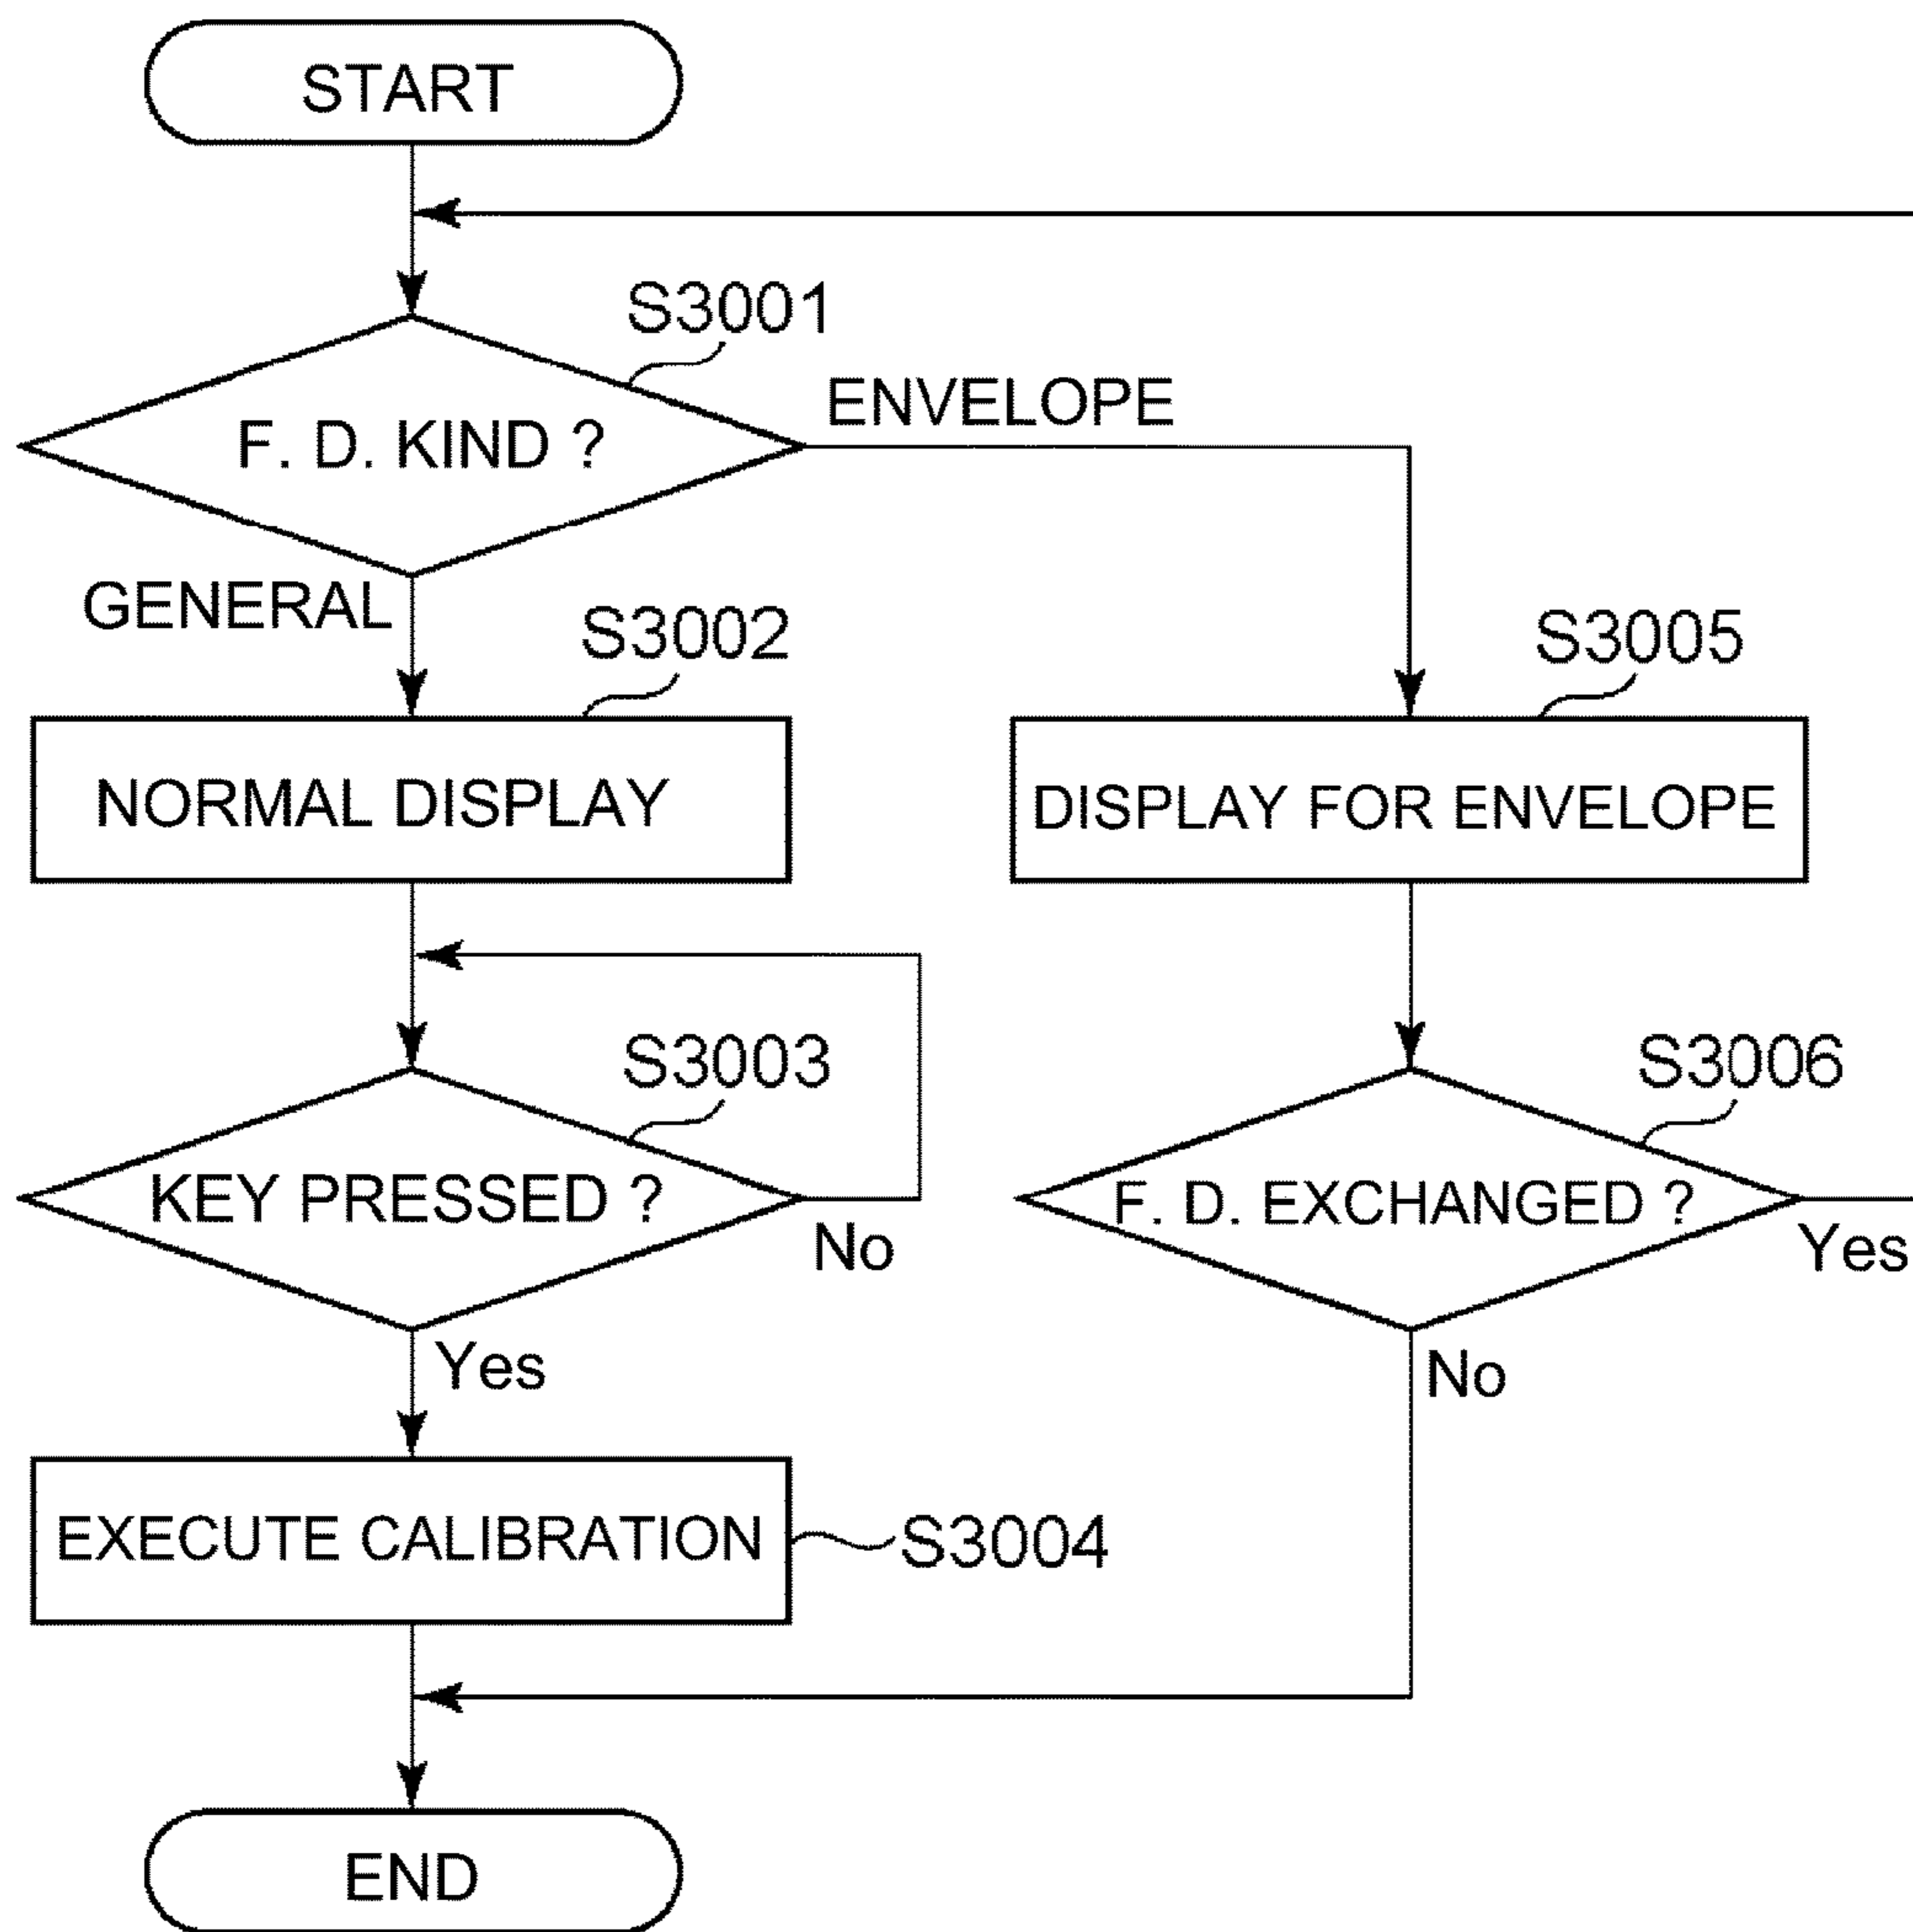 START
S3001
F. D. KIND ?
ENVELOPE
GENERAL
S3002
S3005
NORMAL DISPLAY
DISPLAY FOR ENVELOPE
S3003
S3006
KEY PRESSED ?
F. D. EXCHANGED ?
No
Yes
Yes
No
EXECUTE CALIBRATION
S3004
END